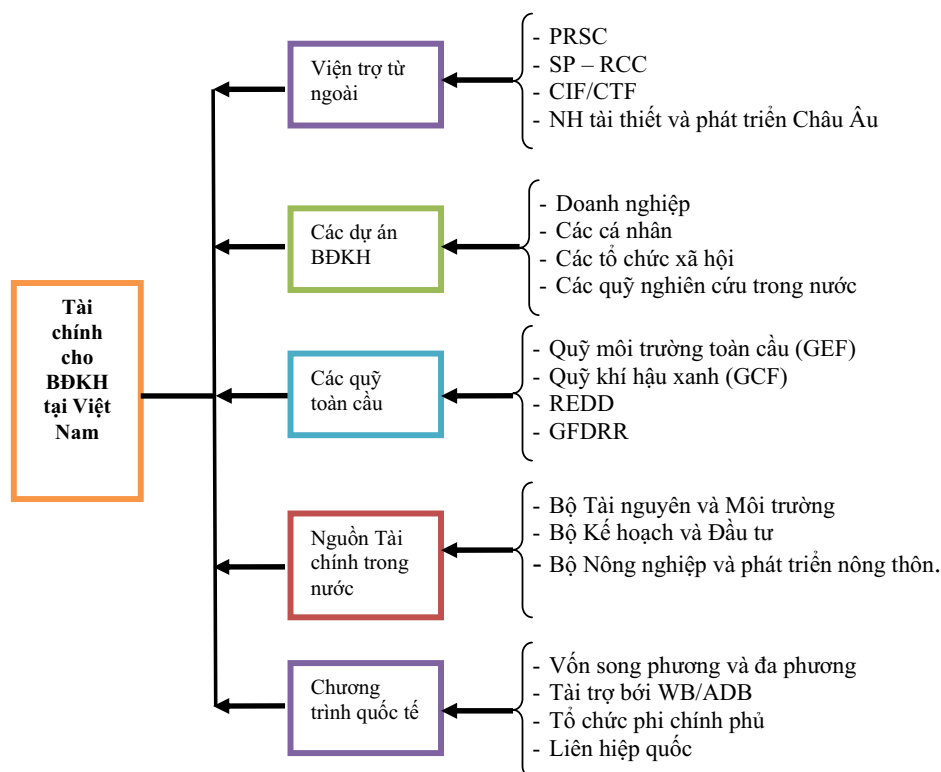 Tài
chính
cho
BĐKH
tại Việt
Nam
Viện trợ từ
ngoài
- PRSC
- SP – RCC
- CIF/CTF
- NH tài thiết và phát triển Châu Âu
Các dự án
BĐKH
- Doanh nghiệp
- Các cá nhân
- Các tổ chức xã hội
- Các quỹ nghiên cứu trong nước
Các quỹ
toàn cầu
- Quỹ môi trường toàn cầu (GEF)
- Quỹ khí hậu xanh (GCF)
- REDD
- GFDRR
Nguồn Tài
chính trong
nước
- Bộ Tài nguyên và Môi trường
- Bộ Kế hoạch và Đầu tư
- Bộ Nông nghiệp và phát triển nông thôn.
Chương
trình quốc tế
- Vốn song phương và đa phương
- Tài trợ bới WB/ADB
- Tổ chức phi chính phủ
- Liên hiệp quốc